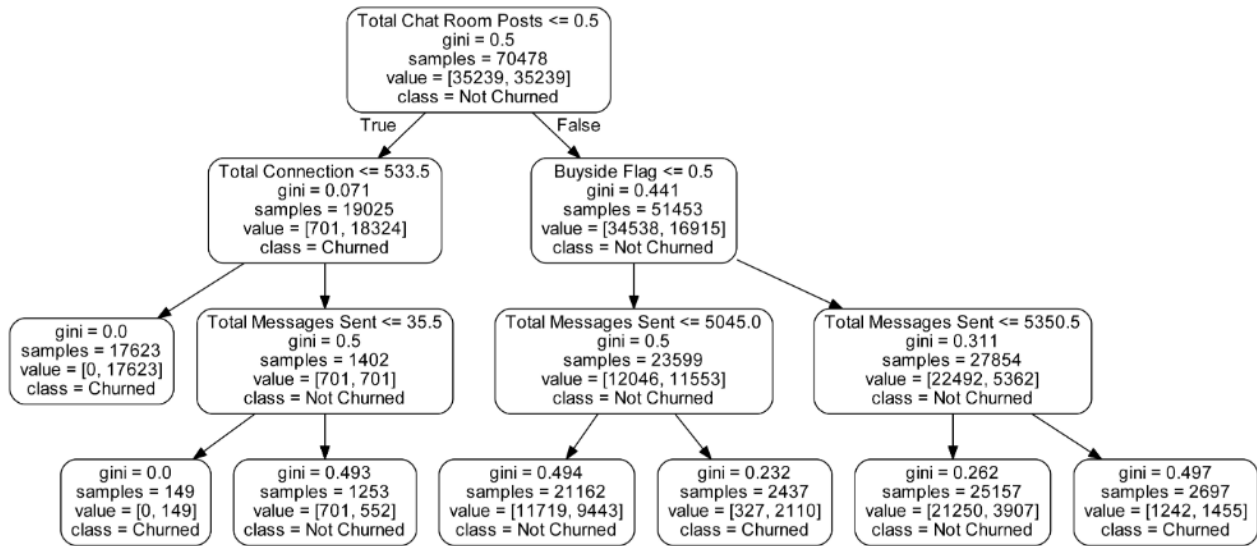 Total Chat Room Posts <= 0.5
gini = 0.5
samples = 70478
value = [35239, 35239]
class = Not Churned
True
False
Total Connection <= 533.5
gini = 0.071
samples = 19025
value = [701, 18324]
class = Churned
Buyside Flag <= 0.5
gini = 0.441
samples = 51453
value = [34538, 16915]
class = Not Churned
gini = 0.0
samples = 17623
value = [0, 17623]
class = Churned
Total Messages Sent <= 35.5
gini = 0.5
samples = 1402
value = [701, 701]
class = Not Churned
Total Messages Sent <= 5045.0
gini = 0.5
samples = 23599
value = [12046, 11553]
class = Not Churned
Total Messages Sent <= 5350.5
gini = 0.311
samples = 27854
value = [22492, 5362]
class = Not Churned
gini = 0.0
samples = 149
value = [0, 149]
class = Churned
gini = 0.493
samples = 1253
value = [701, 552]
class = Not Churned
gini = 0.494
samples = 21162
value = [11719, 9443]
class = Not Churned
gini = 0.232
samples = 2437
value = [327, 2110]
class = Churned
gini = 0.262
samples = 25157
value = [21250, 3907]
class = Not Churned
gini = 0.497
samples = 2697
value = [1242, 1455]
class = Churned